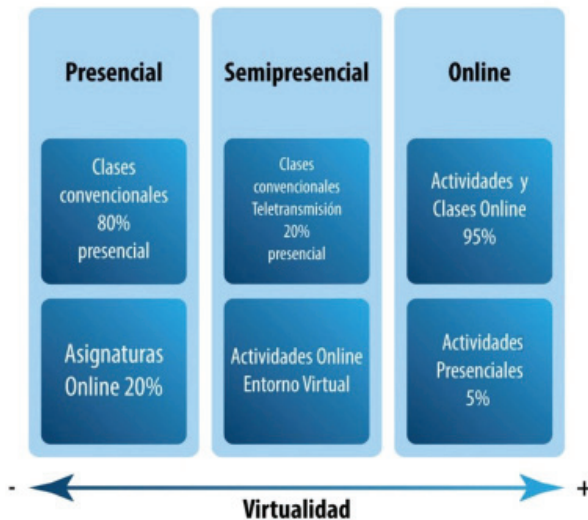 Presencial
Clases
convencionales
80%
presencial
Asignaturas
Online 20%
Semipresencial
Clases
convencionales
Teletransmisión
20%
presencial
Actividades Online
Entorno Virtual
Online
Actividades y
Clases Online
95%
Actividades
Presenciales
5%
- +
Virtualidad